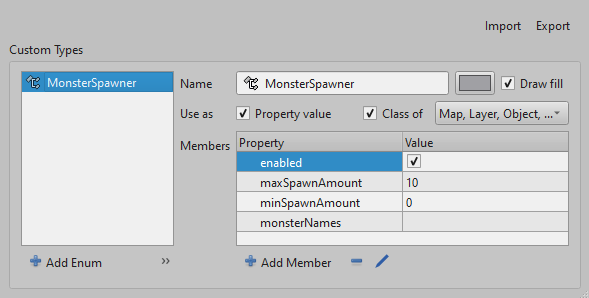 Import Export
Custom Types
MonsterSpawner
Name MonsterSpawner Draw fill
Use as Property value Class of Map, Layer, Object, ...
Members Property Value
enabled
maxSpawnAmount 10
minSpawnAmount 0
monsterNames
Add Enum » Add Member